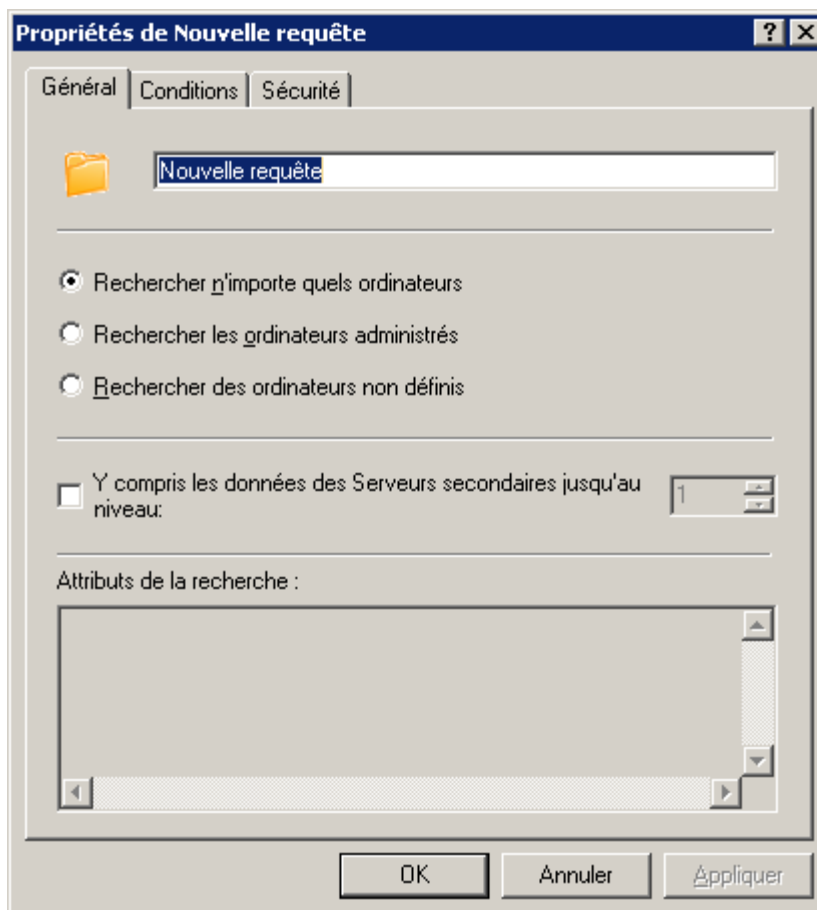 Propriétés de Nouvelle requête
Général Conditions Sécurité
Nouvelle requête
Rechercher n'importe quels ordinateurs
Rechercher les ordinateurs administrés
Rechercher des ordinateurs non définis
Y compris les données des Serveurs secondaires jusqu'au
niveau: 1
Attributs de la recherche :
OK Annuler Appliquer